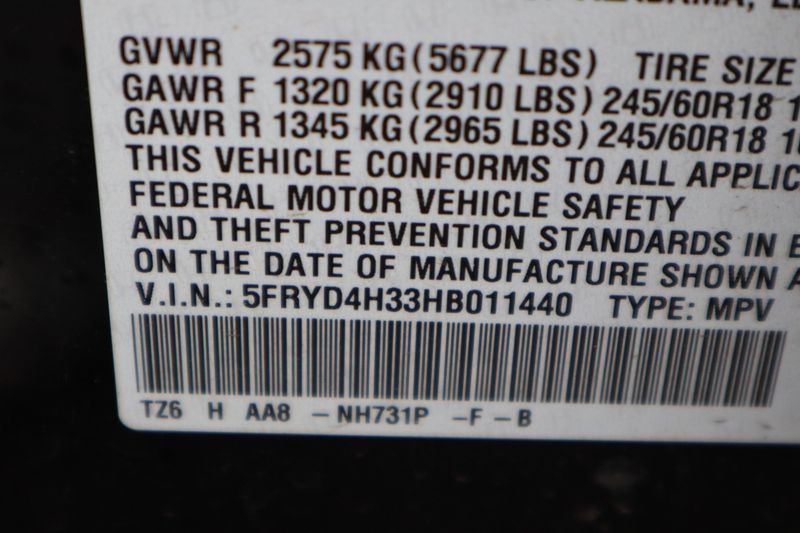 ALABAMA,
GVWR 2575 KG (5677 LBS) TIRE SIZE
GAWR F 1320 KG (2910 LBS) 245/60R18
GAWR R 1345 KG (2965 LBS) 245/60R18
THIS VEHICLE CONFORMS TO ALL APPLIC
FEDERAL MOTOR VEHICLE SAFETY
AND THEFT PREVENTION STANDARDS IN E
ON THE DATE OF MANUFACTURE SHOWN A
V.I.N.: 5FRYD4H33HB011440 TYPE: MPV
TZ6 H AA8 - NH731P - F - B